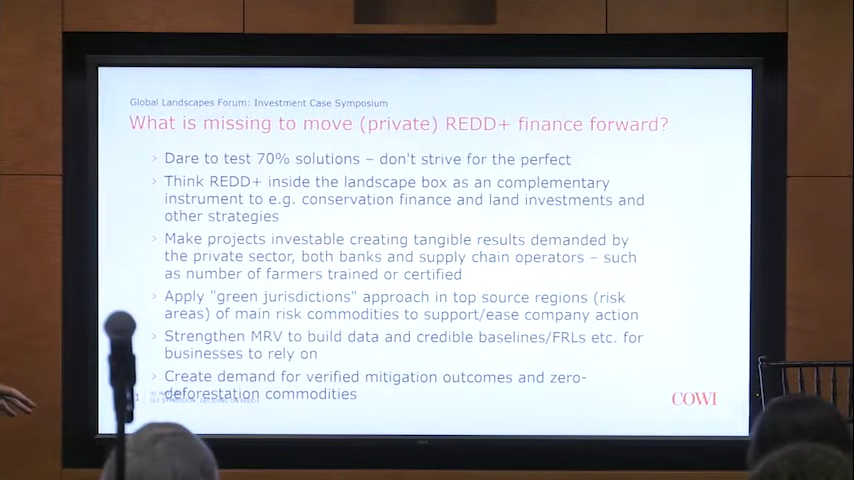 Global Landscapes Forum: Investment Case Symposium
What is missing to move (private) REDD+ finance forward?
› Dare to test 70% solutions – don't strive for the perfect
› Think REDD+ inside the landscape box as an complementary
instrument to e.g. conservation finance and land investments and
other strategies
› Make projects investable creating tangible results demanded by
the private sector, both banks and supply chain operators – such
as number of farmers trained or certified
› Apply "green jurisdictions" approach in top source regions (risk
areas) of main risk commodities to support/ease company action
› Strengthen MRV to build data and credible baselines/FRLs etc. for
businesses to rely on
› Create demand for verified mitigation outcomes and zero-
deforestation commodities
COWI